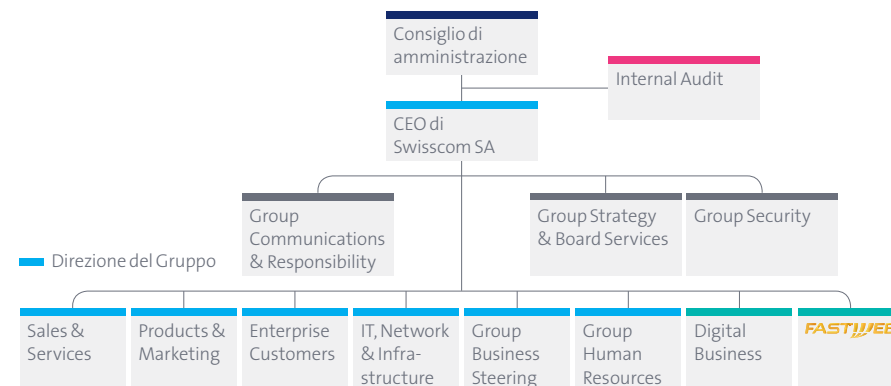 Consiglio di
amministrazione
Internal Audit
CEO di
Swisscom SA
Group
Communications
& Responsibility
Group Strategy
& Board Services
Group Security
Direzione del Gruppo
Sales &
Services
Products &
Marketing
Enterprise
Customers
IT, Network
& Infra-
structure
Group
Business
Steering
Group
Human
Resources
Digital
Business
FASTWEB